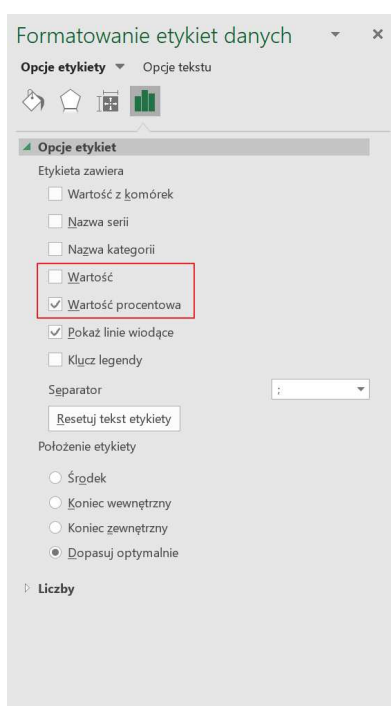 Formatowanie etykiet danych
Opcje etykiety Opcje tekstu
Opcje etykiet
Etykieta zawiera
Wartość z komórek
Nazwa serii
Nazwa kategorii
Wartość
Wartość procentowa
Pokaż linie wiodące
Klucz legendy
Separator ;
Resetuj tekst etykiety
Położenie etykiety
Środek
Koniec wewnętrzny
Koniec zewnętrzny
Dopasuj optymalnie
Liczby